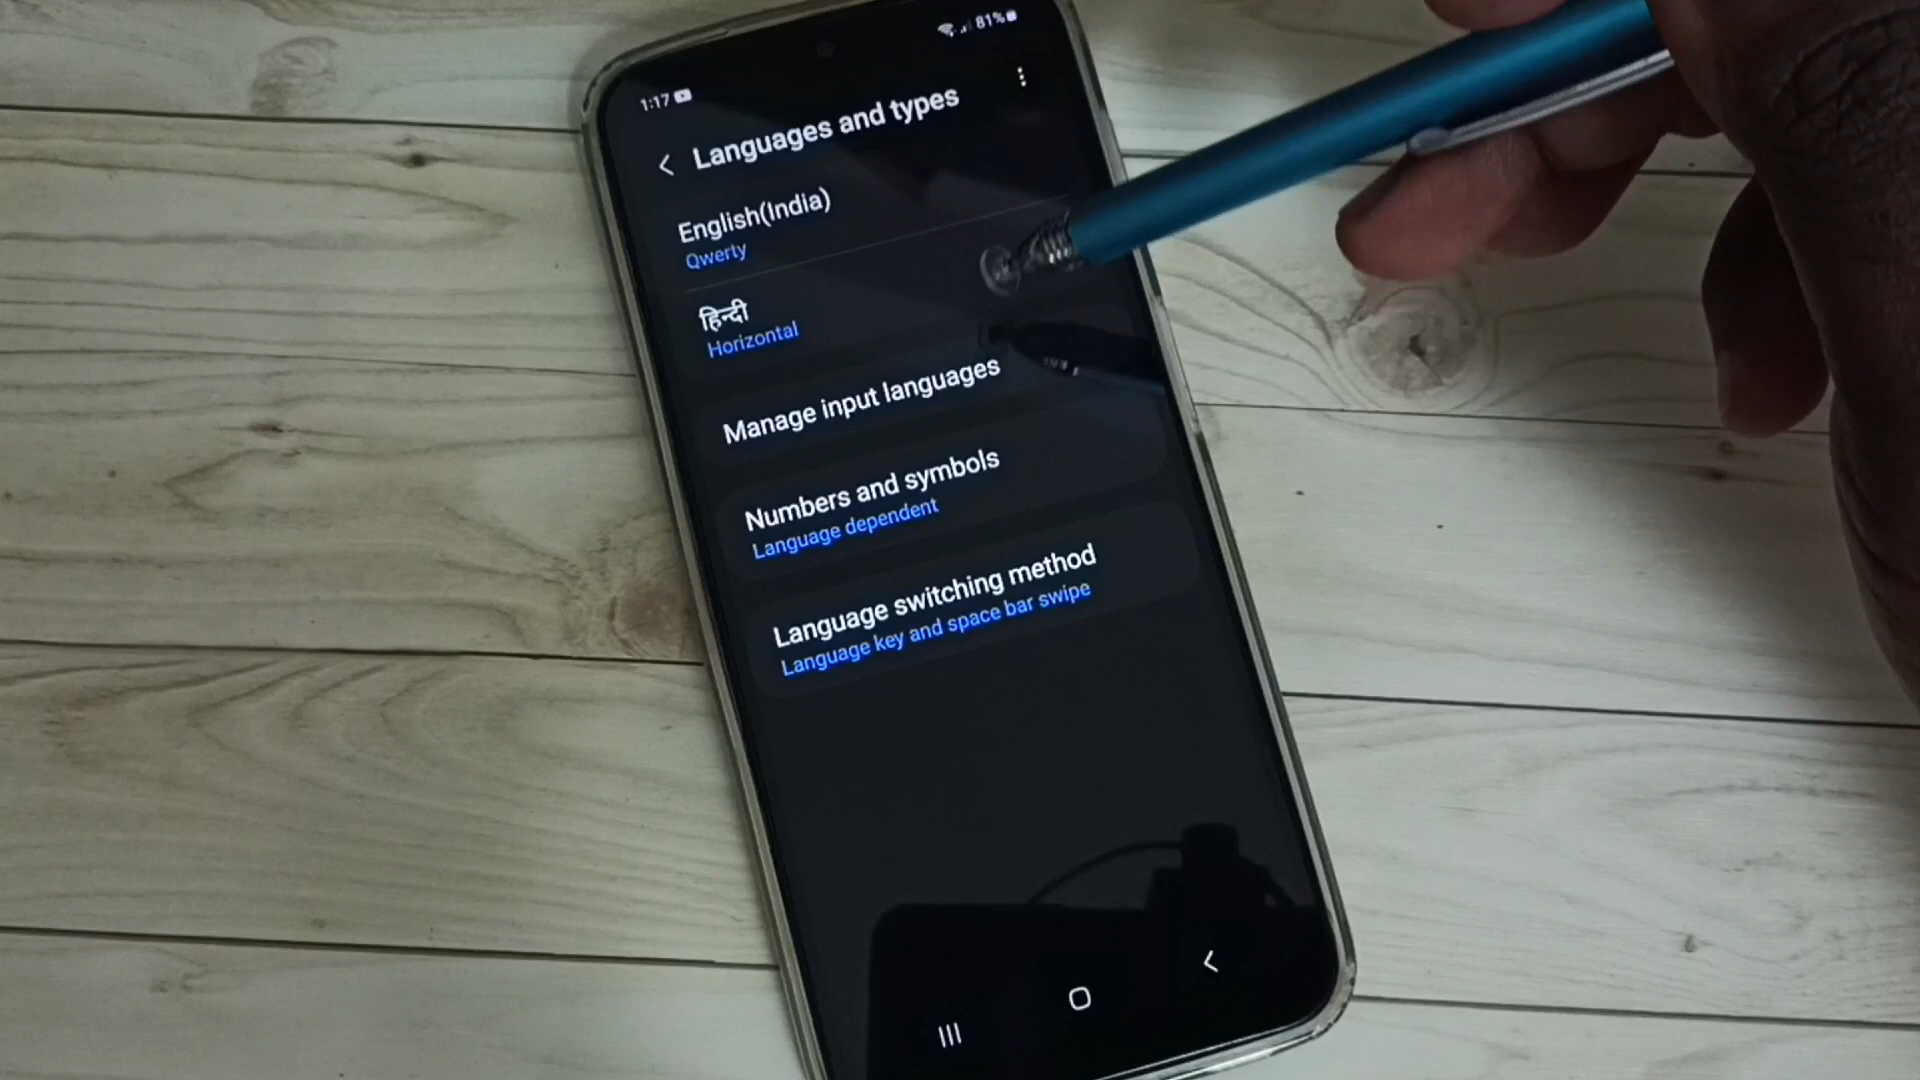 1:17
81%
Languages and types
English(India)
Qwerty
हिन्दी
Horizontal
Manage input languages
Numbers and symbols
Language dependent
Language switching method
Language key and space bar swipe